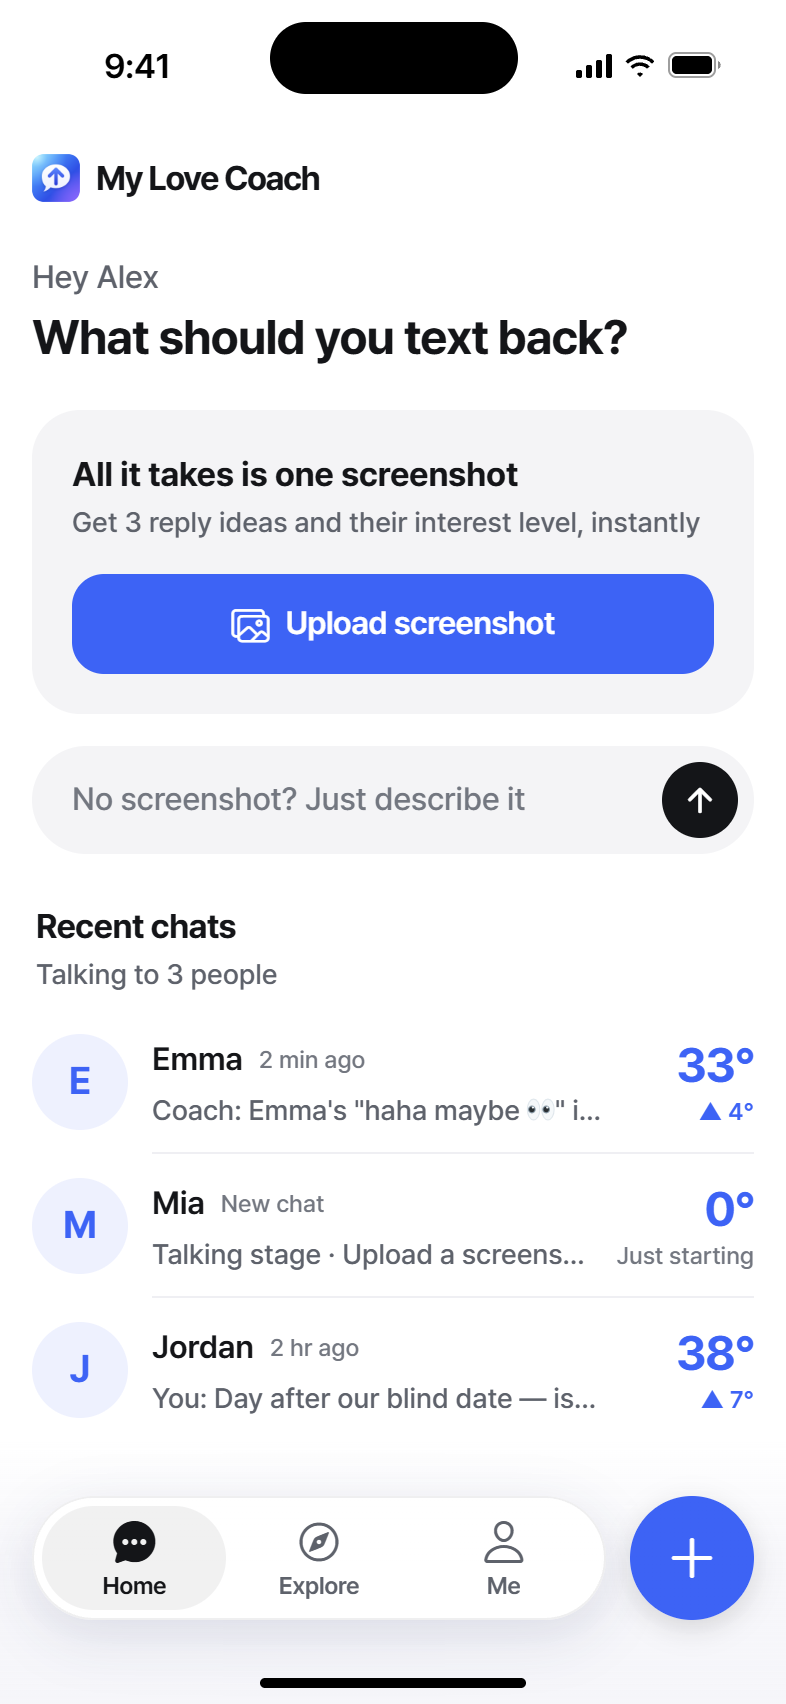 9:41
My Love Coach
Hey Alex
What should you text back?
All it takes is one screenshot
Get 3 reply ideas and their interest level, instantly
Upload screenshot
No screenshot? Just describe it
Recent chats
Talking to 3 people
E
Emma 2 min ago
33°
Coach: Emma's "haha maybe 👀" i...
▲ 4°
M
Mia New chat
0°
Talking stage · Upload a screens...
Just starting
J
Jordan 2 hr ago
38°
You: Day after our blind date — is...
▲ 7°
Home
Explore
Me